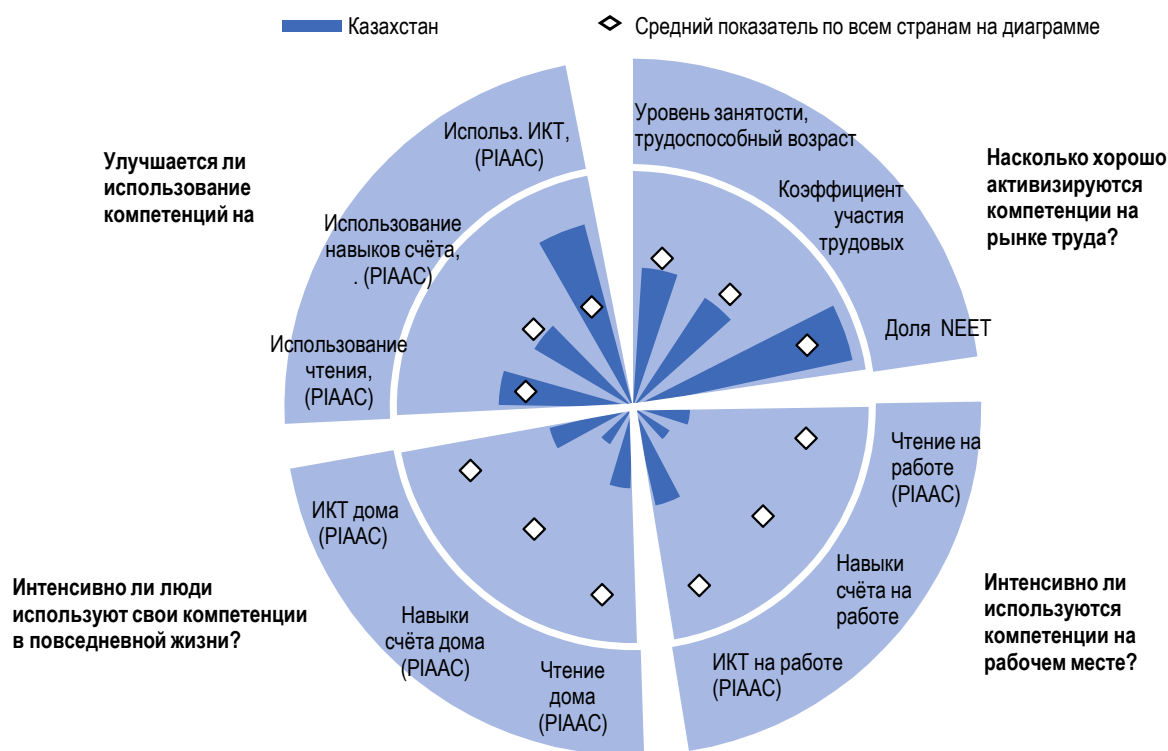 Казахстан
Средний показатель по всем странам на диаграмме
Улучшается ли
использование
компетенций на
Использ. ИКТ,
(PIAAC)
Использование
навыков счёта,
. (PIAAC)
Использование
чтения,
(PIAAC)
Уровень занятости,
трудоспособный возраст
Коэффициент
участия
трудовых
Доля NEET
Насколько хорошо
активизируются
компетенции на
рынке труда?
Чтение на
работе
(PIAAC)
Навыки
счёта на
работе
ИКТ на работе
(PIAAC)
Интенсивно ли
используются
компетенции на
рабочем месте?
ИКТ дома
(PIAAC)
Навыки
счёта дома
(PIAAC)
Чтение
дома
(PIAAC)
Интенсивно ли люди
используют свои компетенции
в повседневной жизни?